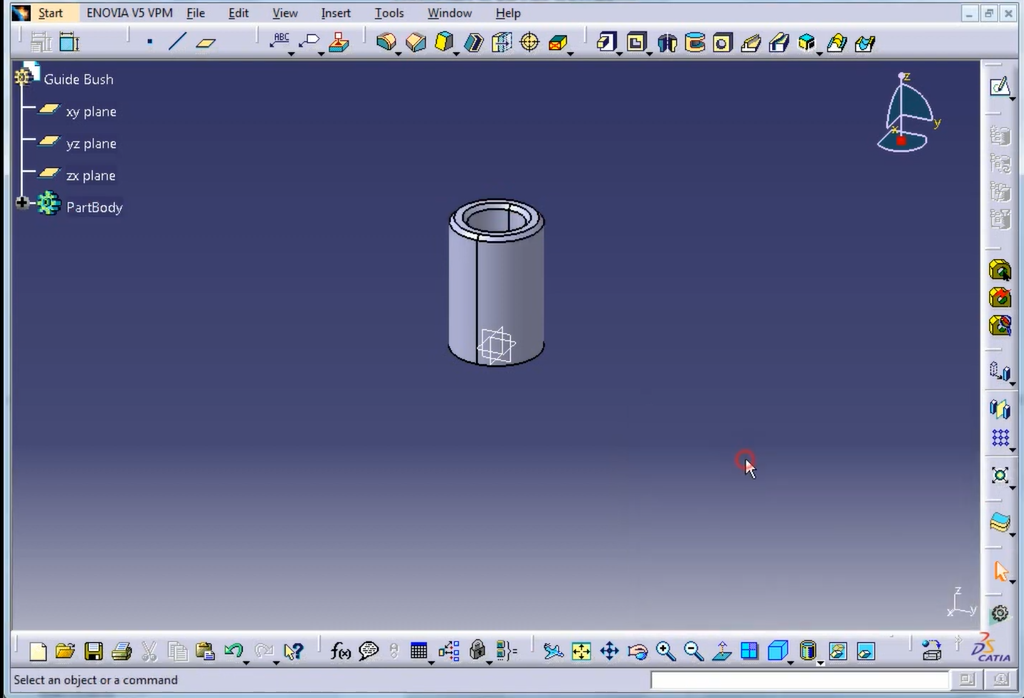 Start ENOVIA V5 VPM File Edit View Insert Tools Window Help
ABC
Guide Bush
xy plane
yz plane
zx plane
PartBody
z
y
x
z
x y
f(x)
CATIA
Select an object or a command